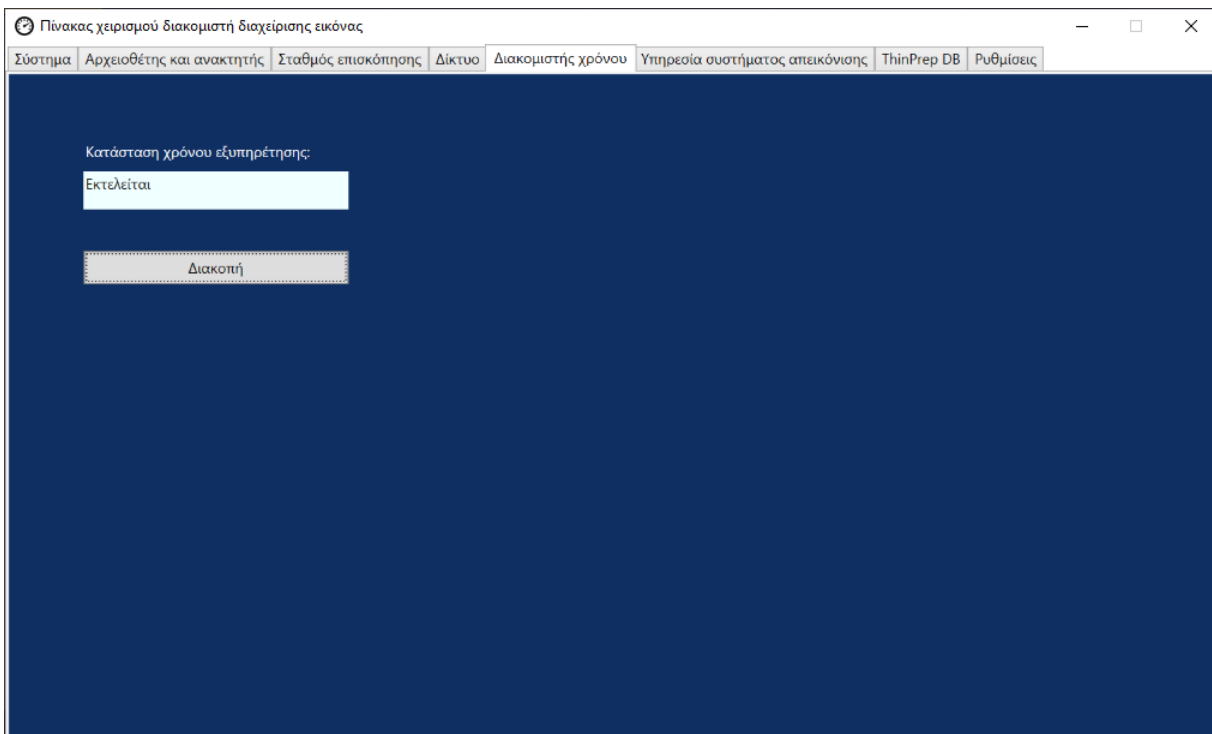 Πίνακας χειρισμού διακομιστή διαχείρισης εικόνας
Σύστημα Αρχειοθέτης και ανακτητής Σταθμός επισκόπησης Δίκτυο Διακομιστής χρόνου Υπηρεσία συστήματος απεικόνισης ThinPrep DB Ρυθμίσεις
Κατάσταση χρόνου εξυπηρέτησης:
Εκτελείται
Διακοπή